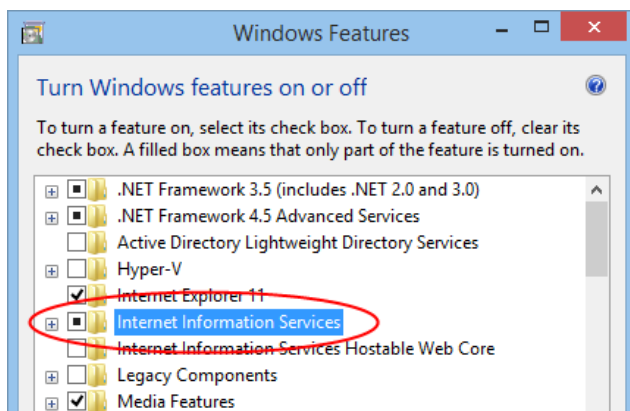 Windows Features
Turn Windows features on or off
To turn a feature on, select its check box. To turn a feature off, clear its
check box. A filled box means that only part of the feature is turned on.
.NET Framework 3.5 (includes .NET 2.0 and 3.0)
.NET Framework 4.5 Advanced Services
Active Directory Lightweight Directory Services
Hyper-V
Internet Explorer 11
Internet Information Services
Internet Information Services Hostable Web Core
Legacy Components
Media Features